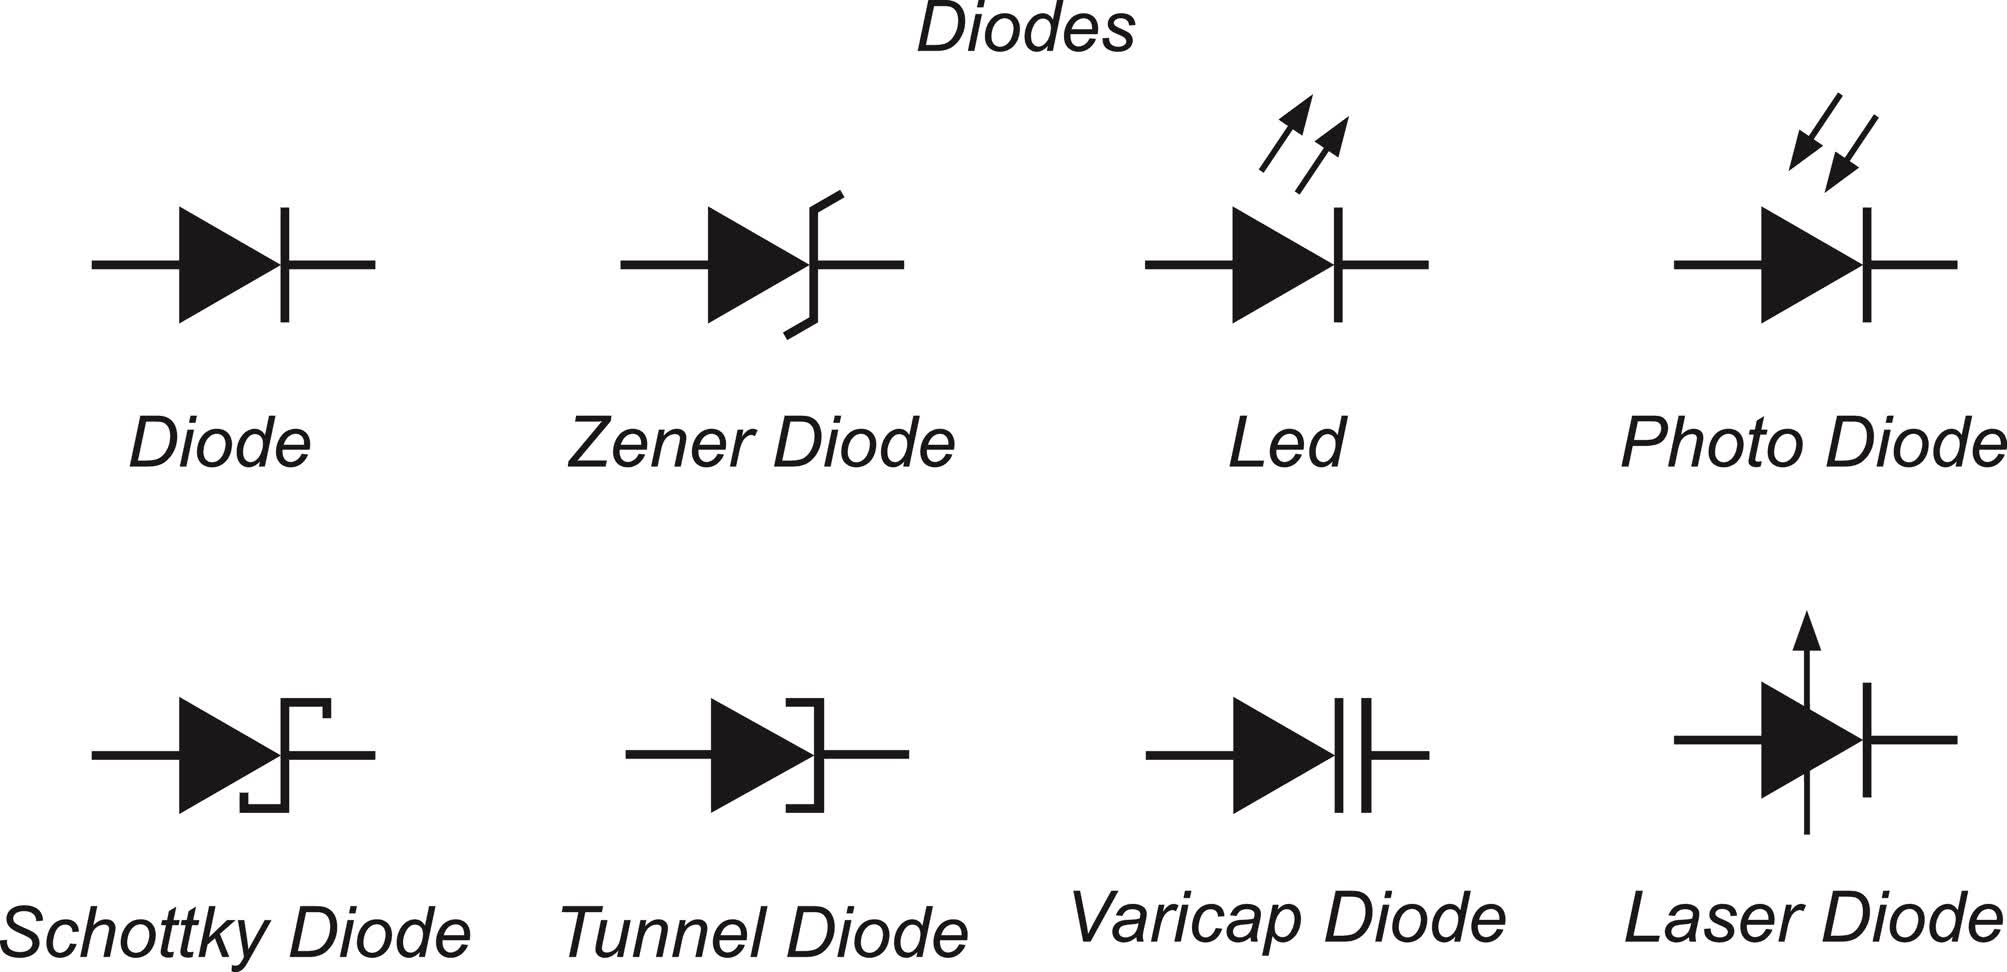 Diodes
Diode
Zener Diode
Led
Photo Diode
Schottky Diode
Tunnel Diode
Varicap Diode
Laser Diode